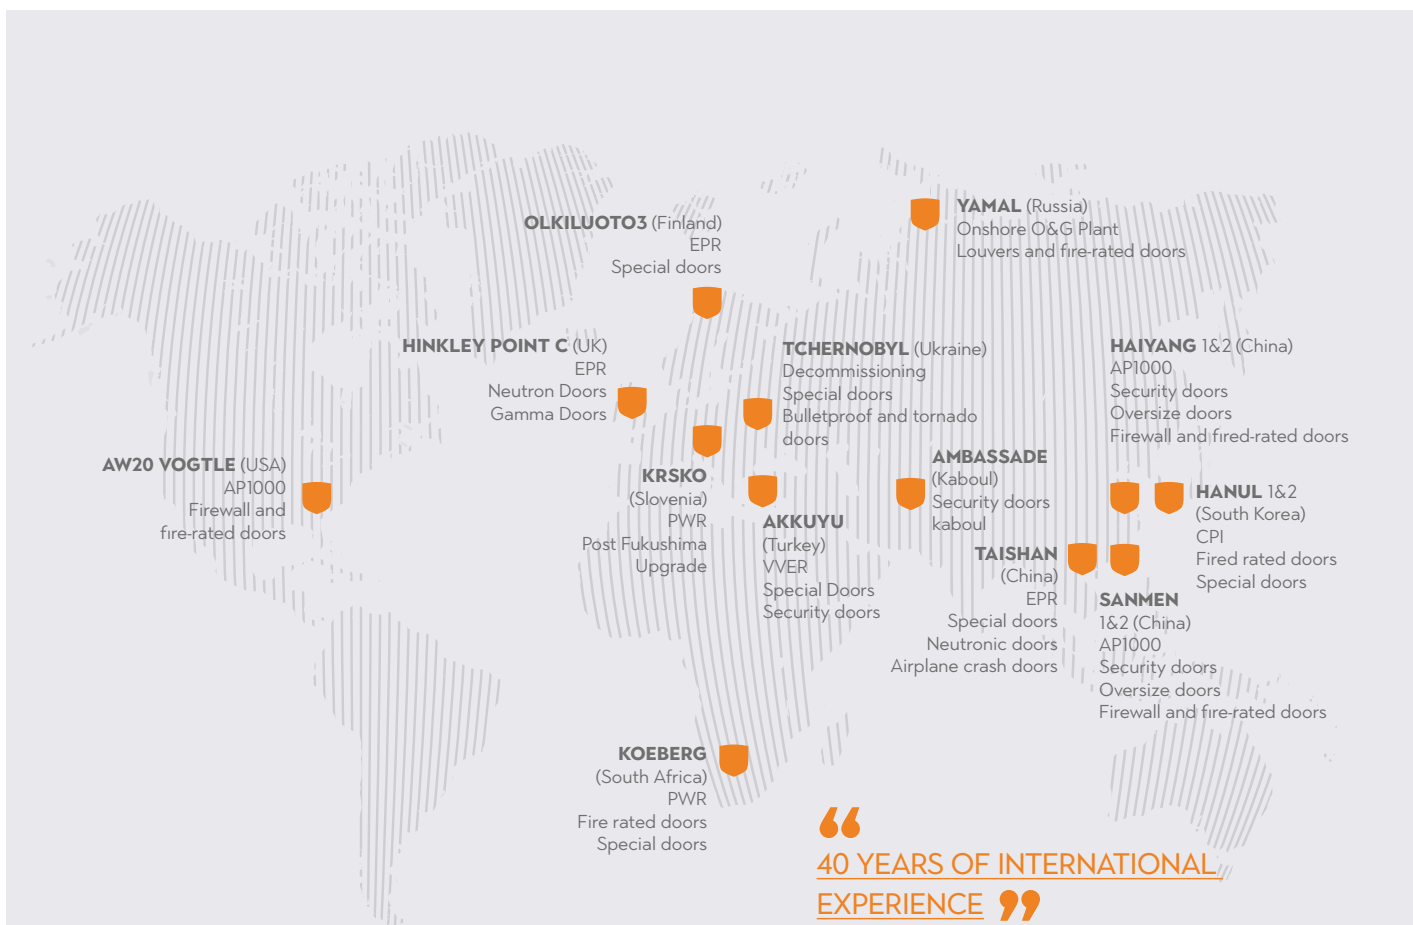 OLKILUOTO3 (Finland)
EPR
Special doors
YAMAL (Russia)
Onshore O&G Plant
Louvers and fire-rated doors
HINKLEY POINT C (UK)
EPR
Neutron Doors
Gamma Doors
TCHERNOBYL (Ukraine)
Decommissioning
Special doors
Bulletproof and tornado
doors
HAIYANG 1&2 (China)
AP1000
Security doors
Oversize doors
Firewall and fired-rated doors
AW20 VOGTLE (USA)
AP1000
Firewall and
fire-rated doors
KRSKO
(Slovenia)
PWR
Post Fukushima
Upgrade
AKKUYU
(Turkey)
VVER
Special Doors
Security doors
AMBASSADE
(Kaboul)
Security doors
kaboul
HANUL 1&2
(South Korea)
CPI
Fired rated doors
Special doors
TAISHAN
(China)
EPR
Special doors
Neutronic doors
Airplane crash doors
SANMEN
1&2 (China)
AP1000
Security doors
Oversize doors
Firewall and fire-rated doors
KOEBERG
(South Africa)
PWR
Fire rated doors
Special doors
“
40 YEARS OF INTERNATIONAL
EXPERIENCE ”